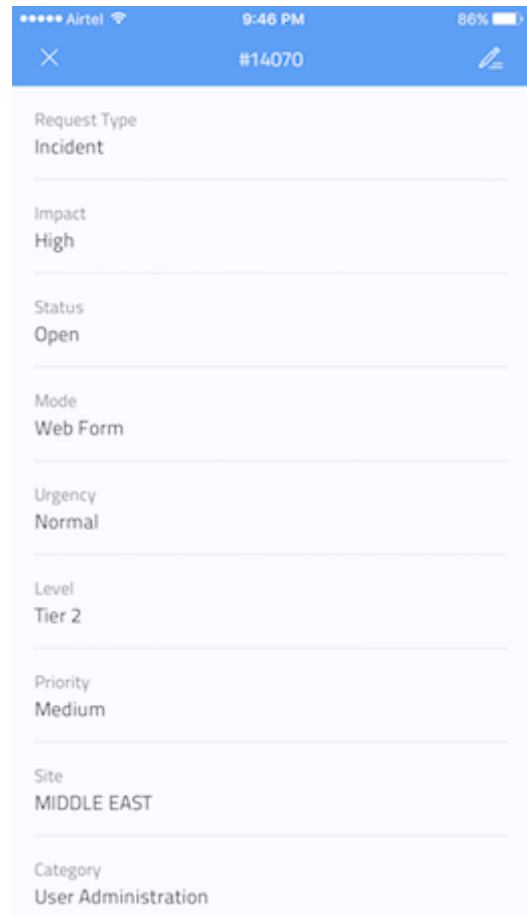 Airtel 9:46 PM 86%
#14070
Request Type
Incident
Impact
High
Status
Open
Mode
Web Form
Urgency
Normal
Level
Tier 2
Priority
Medium
Site
MIDDLE EAST
Category
User Administration